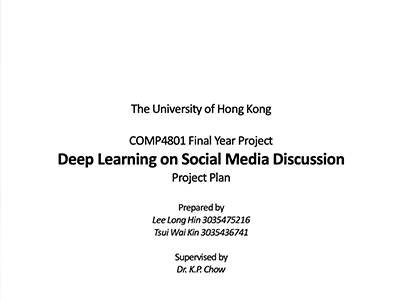 The University of Hong Kong
COMP4801 Final Year Project
Deep Learning on Social Media Discussion
Project Plan
Prepared by
Lee Long Hin 3035475216
Tsui Wai Kin 3035436741
Supervised by
Dr. K.P. Chow